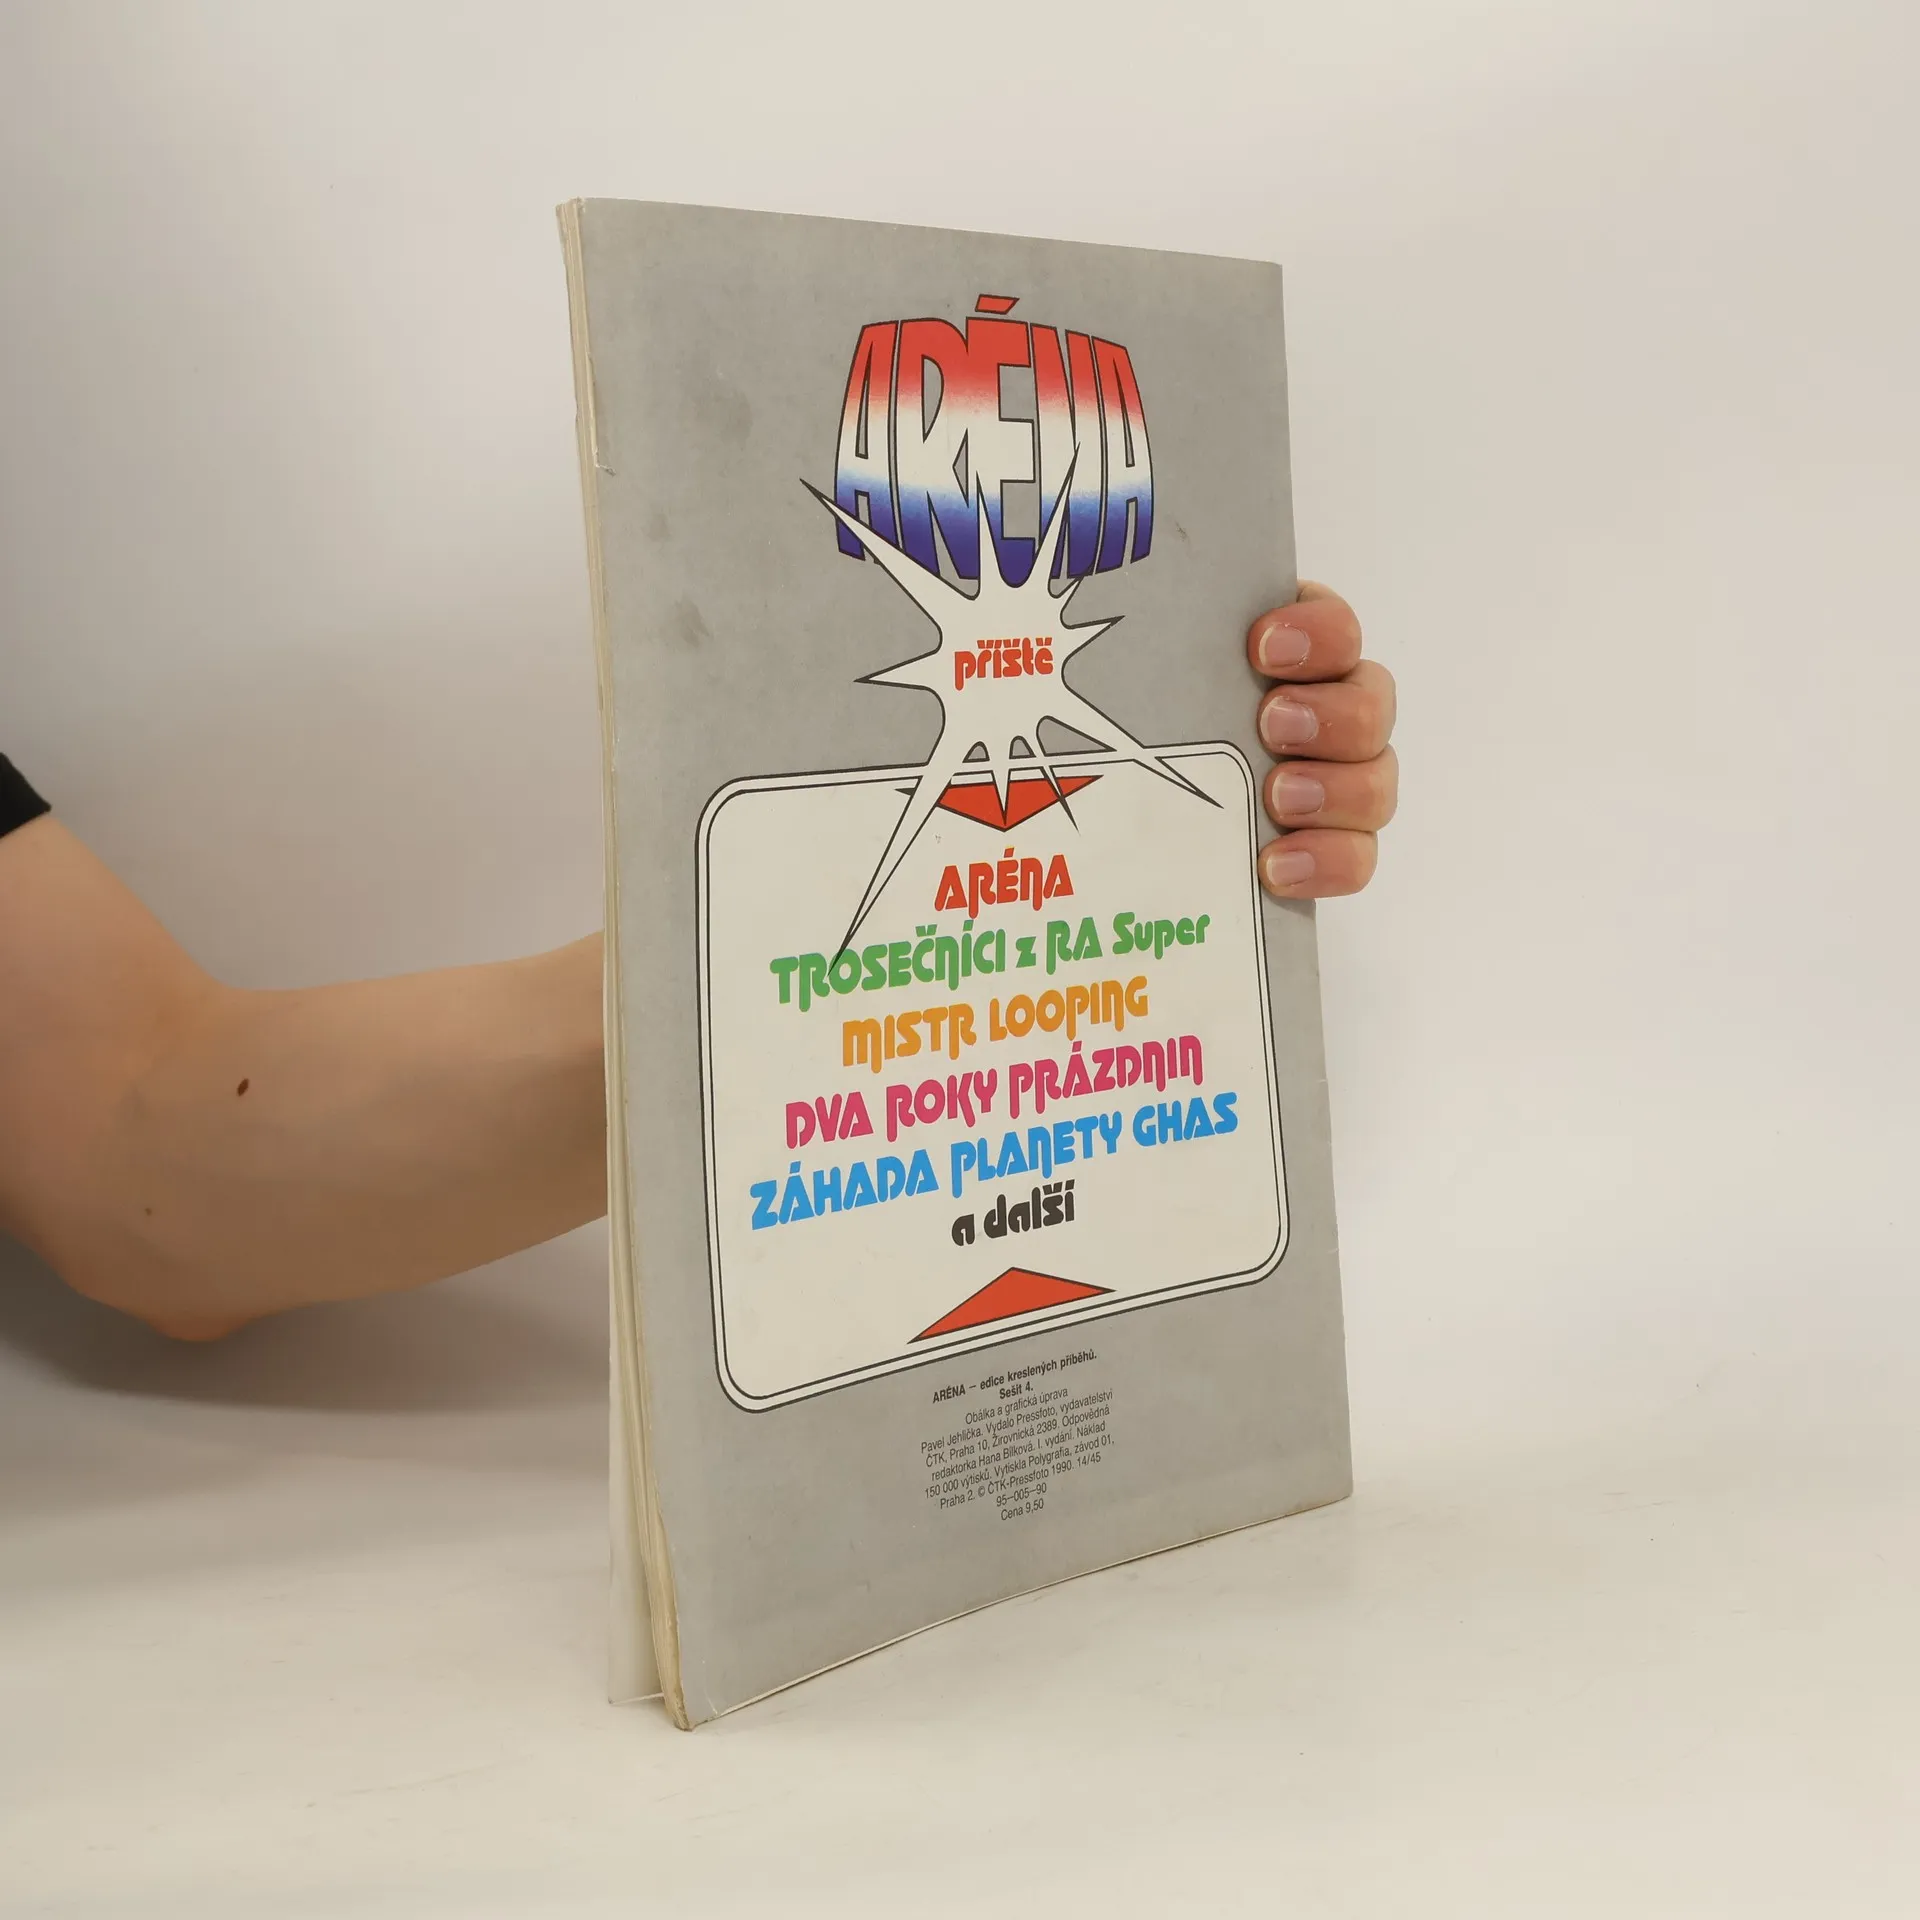 ARÉNA
příště
ARÉNA
TROSEČNÍCI z RA Super
MISTR LOOPING
DVA ROKY PRÁZDNIN
ZÁHADA PLANETY GHAS
a další
ARÉNA – edice kreslených příběhů.
Sešit 4.
Obálka a grafická úprava
Pavel Jehlička. Vydalo Pressfoto, vydavatelství
ČTK, Praha 10, Žirovnická 2389. Odpovědná
redaktorka Hana Bílková. I. vydání. Náklad
150 000 výtisků. Vytiskla Polygrafia, závod 01,
Praha 2. © ČTK-Pressfoto 1990. 14/45
95–005–90
Cena 9,50